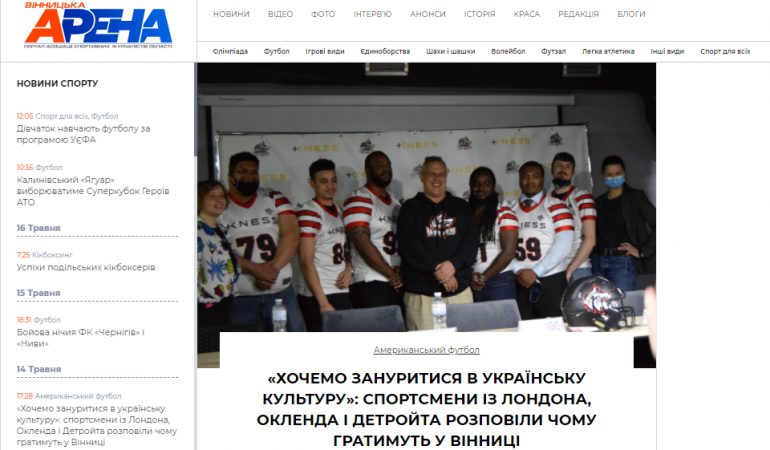 ВІННИЦЬКА
АРЕНА
ПОРТАЛ АСОЦІАЦІЇ СПОРТИВНИХ ЖУРНАЛІСТІВ ОБЛАСТІ
НОВИНИ ВІДЕО ФОТО ІНТЕРВ'Ю АНОНСИ ІСТОРІЯ КРАСА РЕДАКЦІЯ БЛОГИ
Олімпіада Футбол Ігрові види Єдиноборства Шахи і шашки Волейбол Футзал Легка атлетика Інші види Спорт для всіх
НОВИНИ СПОРТУ
12:06 Спорт для всіх, Футбол
Дівчаток навчають футболу за
програмою УЄФА
10:36 Футбол
Калинівський «Ягуар»
виборюватиме Суперкубок Героїв
АТО
16 Травня
7:25 Кікбоксинг
Успіхи подільських кікбоксерів
15 Травня
18:31 Футбол
Бойова нічия ФК «Чернігів» і
«Ниви»
14 Травня
17:28 Американський футбол
«Хочемо зануритися в українську
культуру»: спортсмени із Лондона,
Окленда і Детройта розповіли чому
гратимуть у Вінниці
+KNESS
KNESS
79
KNESS
59
Американський футбол
«ХОЧЕМО ЗАНУРИТИСЯ В УКРАЇНСЬКУ
КУЛЬТУРУ»: СПОРТСМЕНИ ІЗ ЛОНДОНА,
ОКЛЕНДА І ДЕТРОЙТА РОЗПОВІЛИ ЧОМУ
ГРАТИМУТЬ У ВІННИЦІ